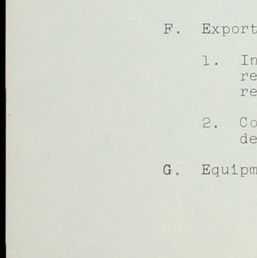 F. Export
1. In
re
re
2. Co
de
G. Equipm